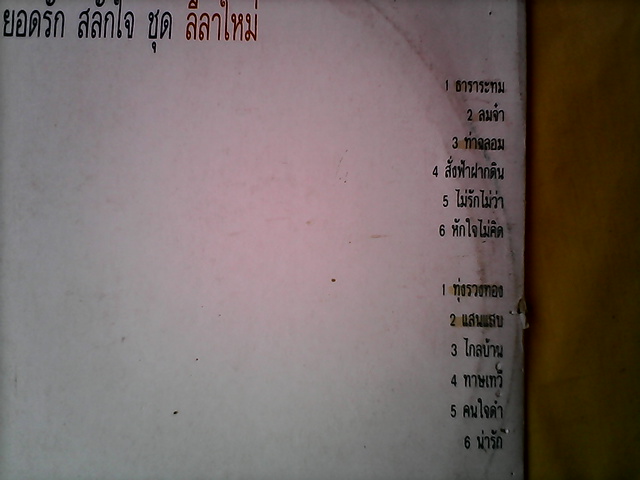 ยอดรัก สลักใจ ชุด ลีลาใหม่
1 ธาราระทม
2 ลมจ๋า
3 ท่าฉลอม
4 สั่งฟ้าฝากดิน
5 ไม่รักไม่ว่า
6 หักใจไม่คิด
1 ทุ่งรวงทอง
2 แสนแสบ
3 ไกลบ้าน
4 ทาษเทวี
5 คนใจดำ
6 น่ารัก